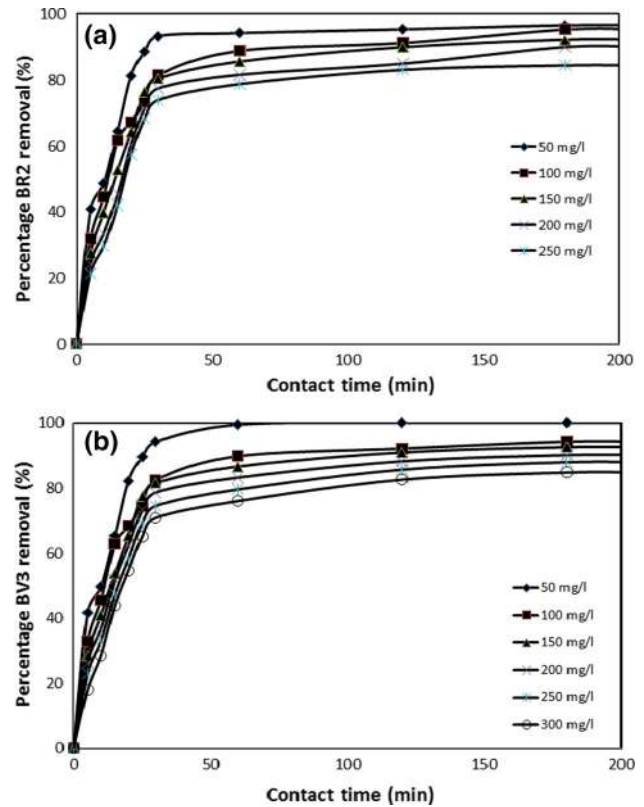 (a)
Percentage BR2 removal (%)
100
80
60
40
20
0
50 mg/l
100 mg/l
150 mg/l
200 mg/l
250 mg/l
0
50
100
150
200
Contact time (min)
(b)
Percentage BV3 removal (%)
100
80
60
40
20
0
50 mg/l
100 mg/l
150 mg/l
200 mg/l
250 mg/l
300 mg/l
0
50
100
150
200
Contact time (min)